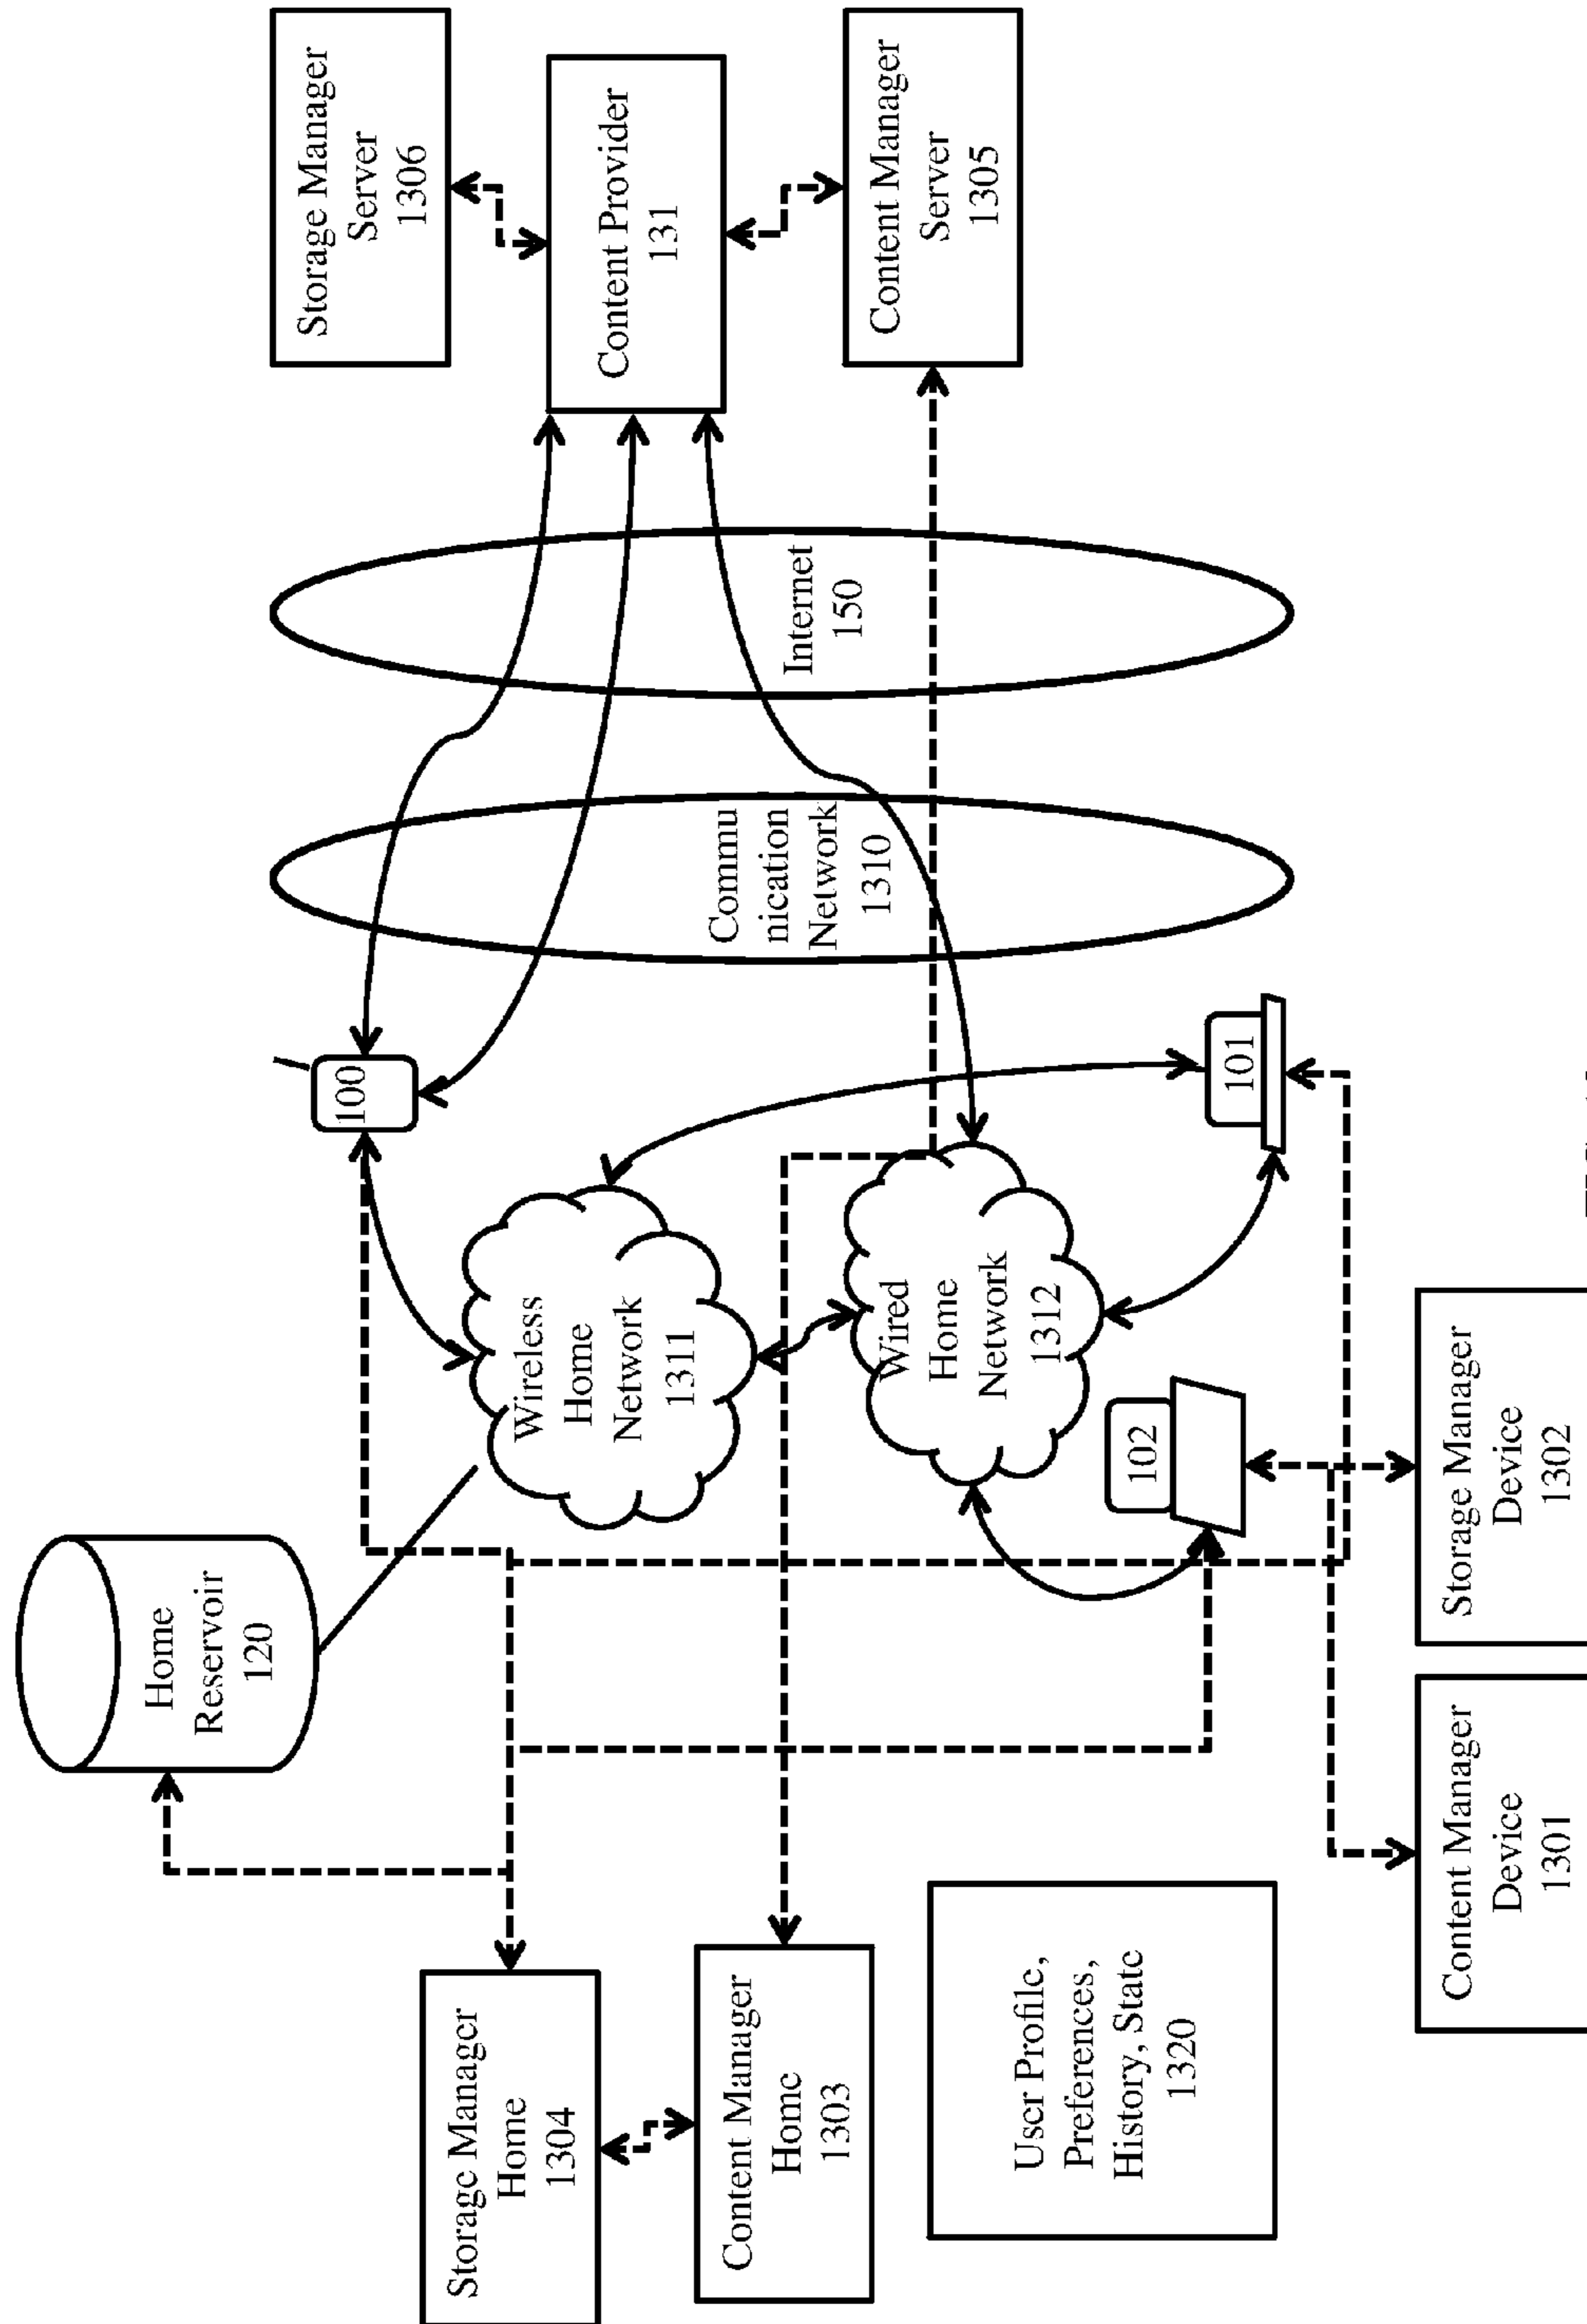 Home
Reservoir
120
Storage Manager
Server
1306
100
Storage Manager
Home
1304
Wireless
Home
Network
1311
Content Provider
131
Commu
nication
Network
1310
Internet
150
Content Manager
Home
1303
Wired
Home
Network
1312
Content Manager
Server
1305
User Profile,
Preferences,
History, State
1320
102
101
Content Manager
Device
1301
Storage Manager
Device
1302